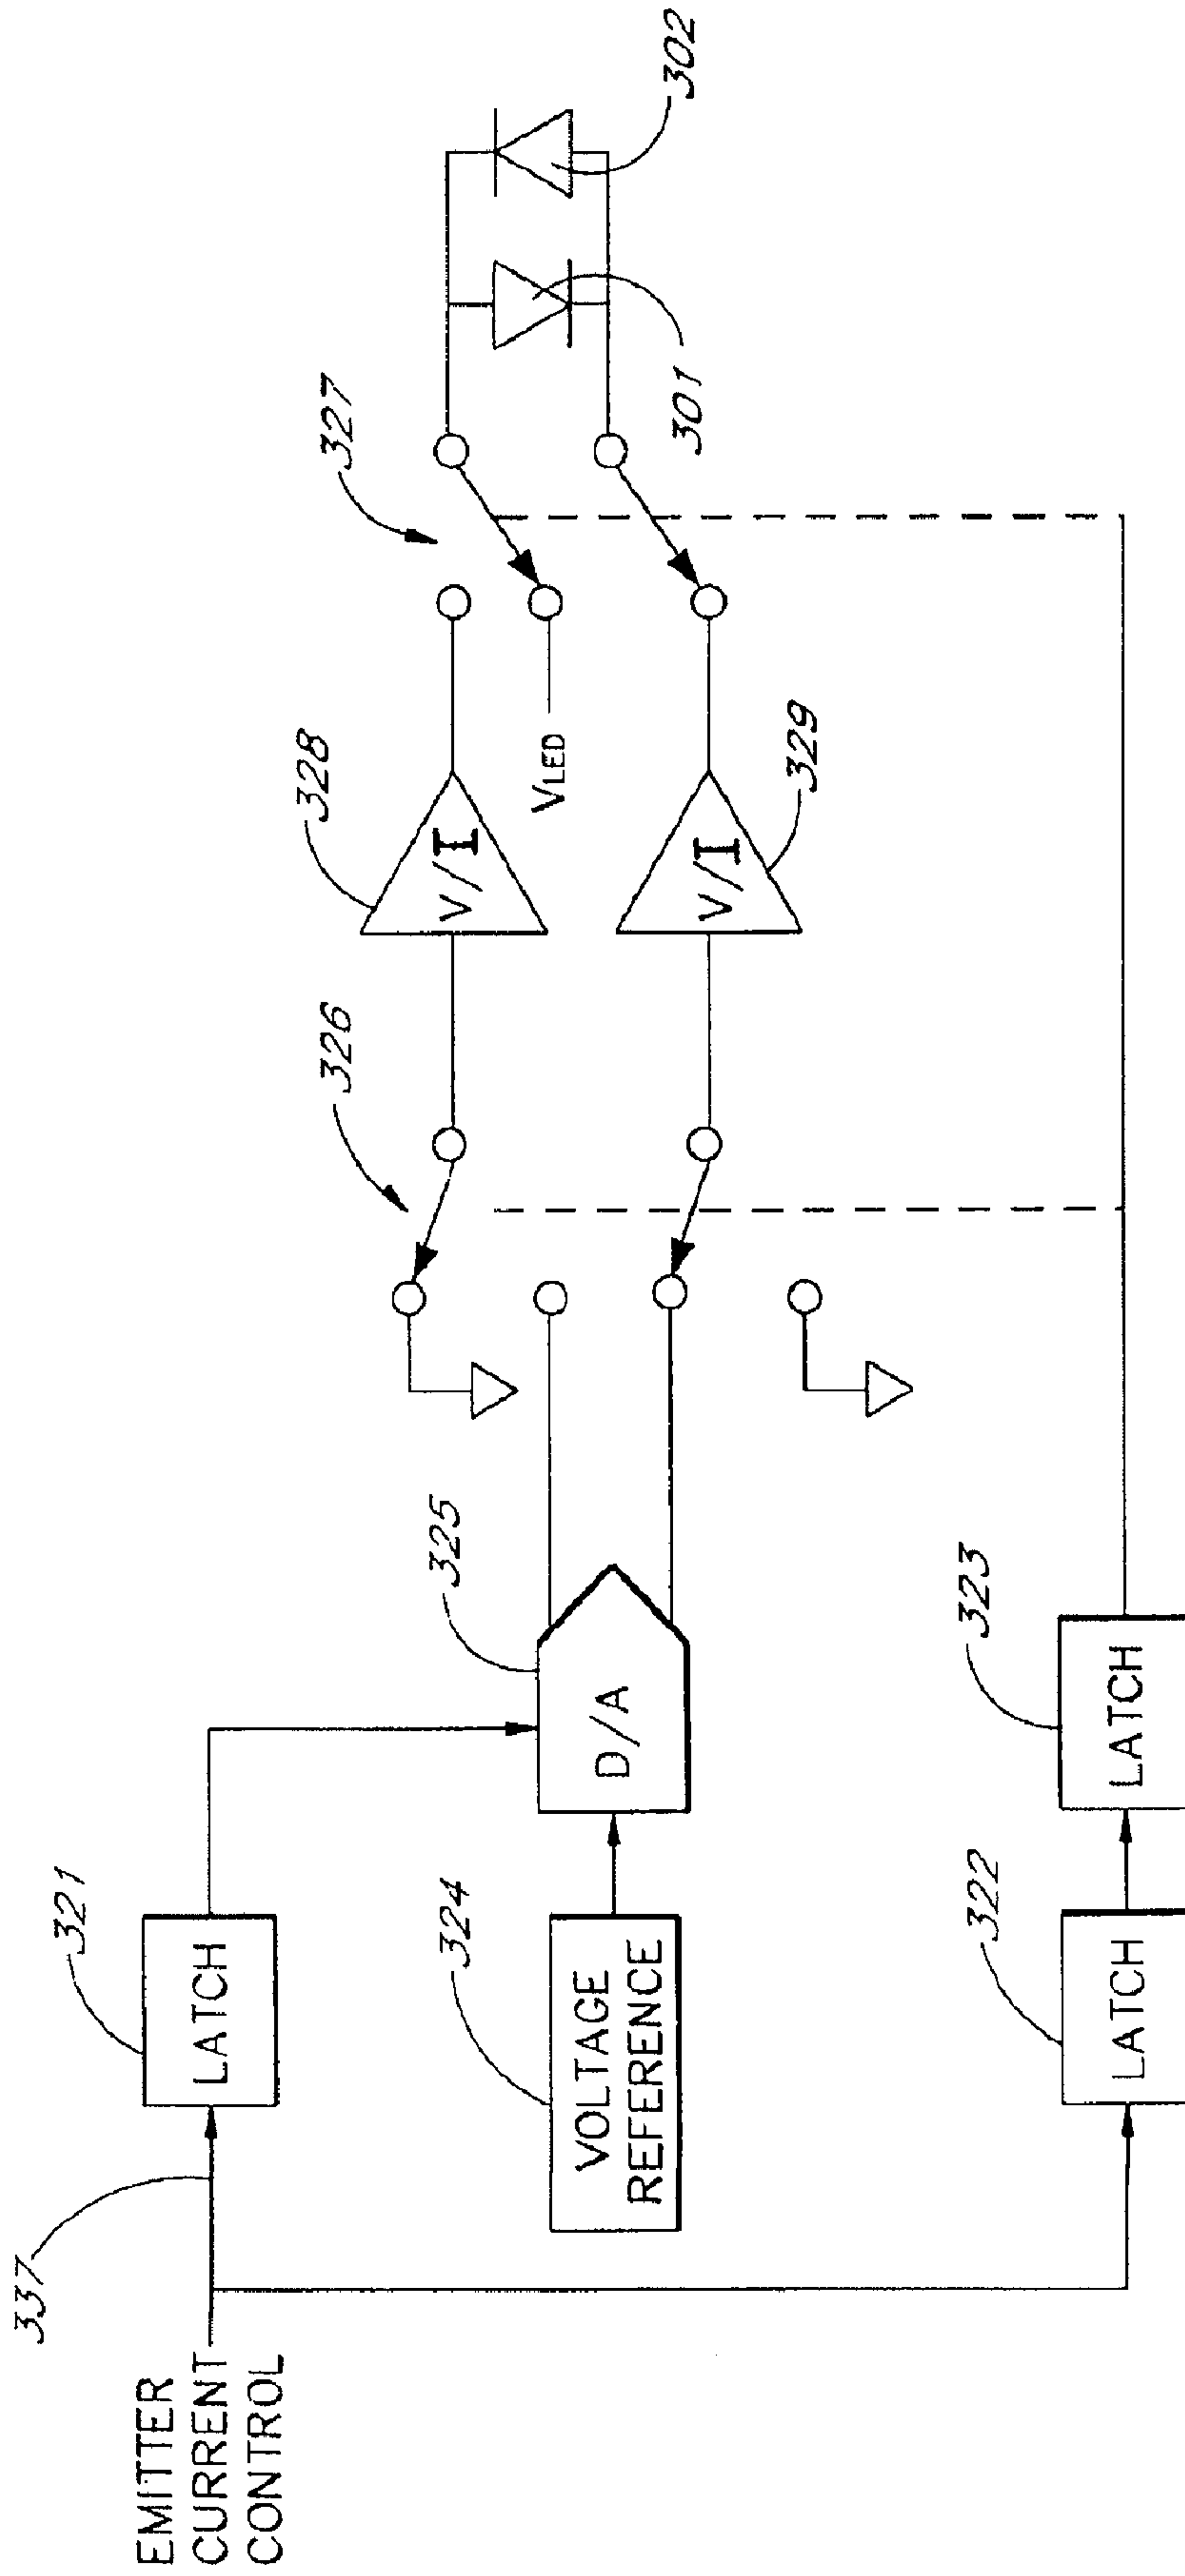 EMITTER
CURRENT
CONTROL
337
321
LATCH
324
VOLTAGE
REFERENCE
325
D/A
322
LATCH
323
LATCH
326
328
V/I
329
V/I
VLED
327
301
302